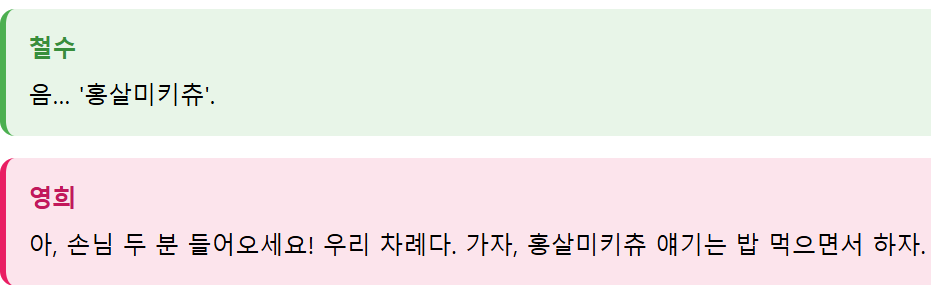 철수
음... '홍살미키츄'.
영희
아, 손님 두 분 들어오세요! 우리 차례다. 가자, 홍살미키츄 얘기는 밥 먹으면서 하자.